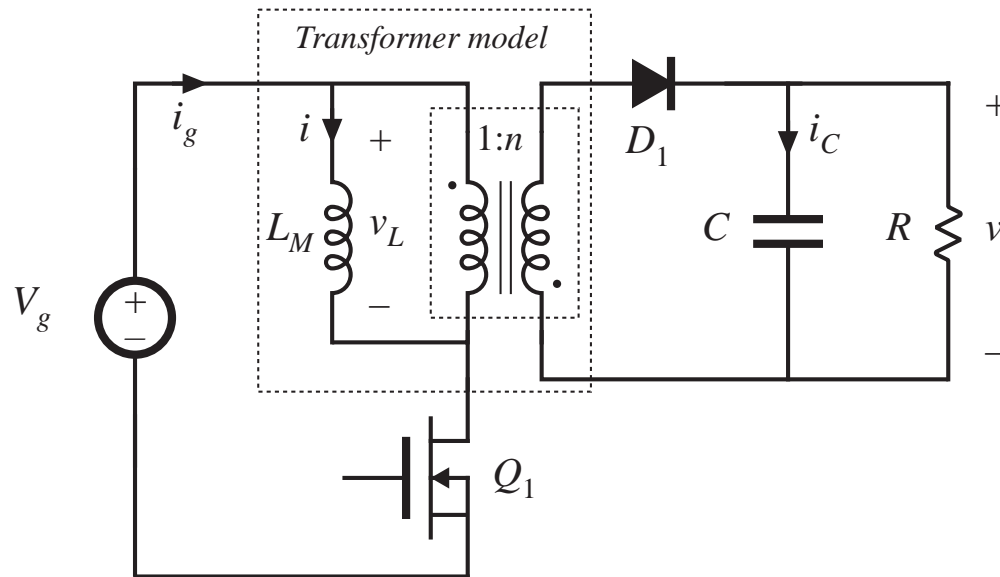 Transformer model
i_g
i
+
1:n
D_1
i_C
+
L_M
v_L
C
R
v
V_g
+
–
–
–
Q_1